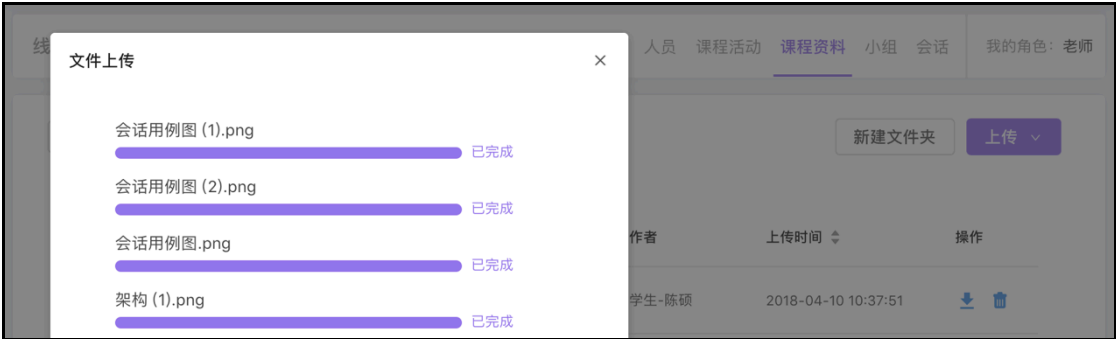 线
人员 课程活动 课程资料 小组 会话 我的角色：老师
文件上传
会话用例图 (1).png
已完成
新建文件夹 上传
会话用例图 (2).png
已完成
会话用例图.png
已完成
作者 上传时间 操作
架构 (1).png
已完成
学生-陈硕 2018-04-10 10:37:51